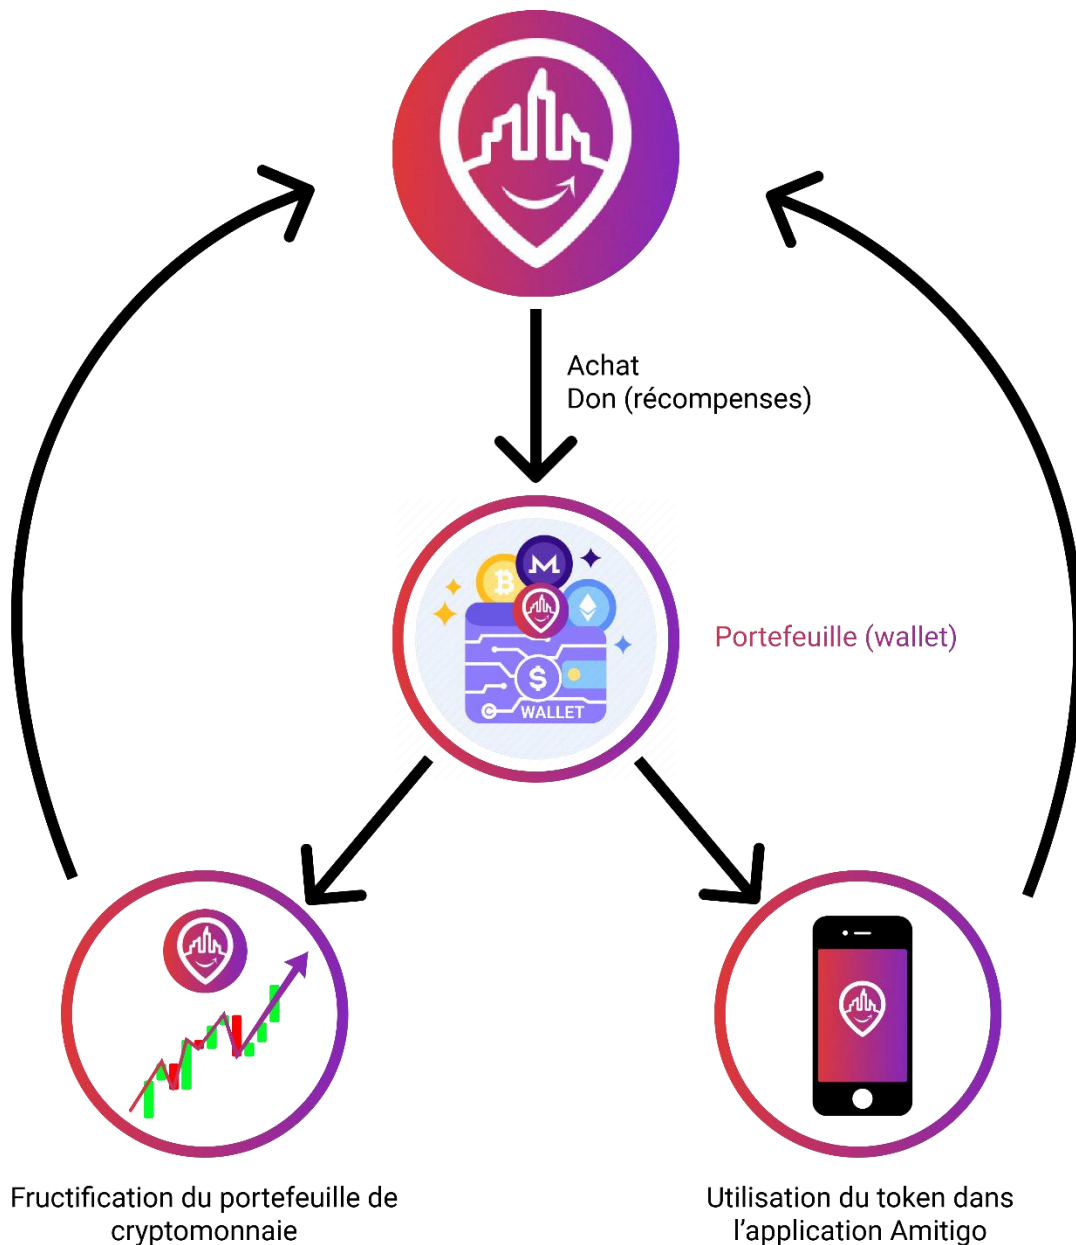 Achat
Don (récompenses)
Portefeuille (wallet)
WALLET
Fructification du portefeuille de
cryptomonnaie
Utilisation du token dans
l’application Amitigo